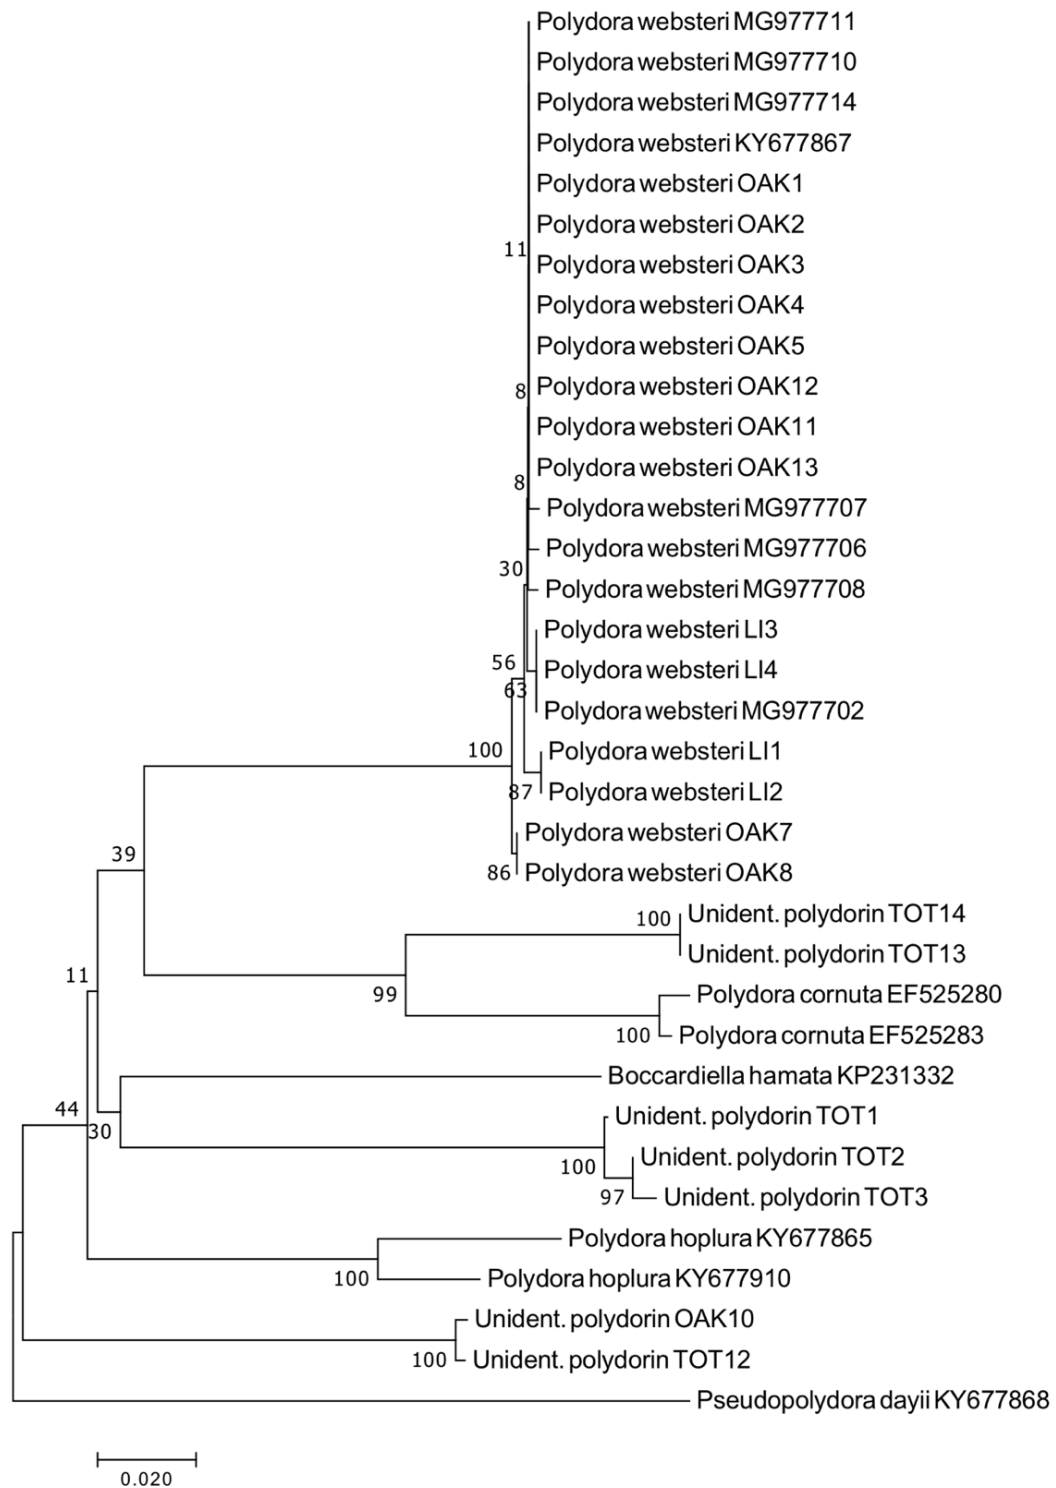 Polydora websteri MG977711
Polydora websteri MG977710
Polydora websteri MG977714
Polydora websteri KY677867
Polydora websteri OAK1
Polydora websteri OAK2
11
Polydora websteri OAK3
Polydora websteri OAK4
Polydora websteri OAK5
8
Polydora websteri OAK12
Polydora websteri OAK11
Polydora websteri OAK13
8
Polydora websteri MG977707
Polydora websteri MG977706
30
Polydora websteri MG977708
Polydora websteri LI3
56
Polydora websteri LI4
63
Polydora websteri MG977702
100
Polydora websteri LI1
87
Polydora websteri LI2
Polydora websteri OAK7
39
86
Polydora websteri OAK8
100
Unident. polydorin TOT14
Unident. polydorin TOT13
11
99
Polydora cornuta EF525280
100
Polydora cornuta EF525283
Boccardiella hamata KP231332
44
30
Unident. polydorin TOT1
100
Unident. polydorin TOT2
97
Unident. polydorin TOT3
Polydora hoplura KY677865
100
Polydora hoplura KY677910
Unident. polydorin OAK10
100
Unident. polydorin TOT12
Pseudopolydora dayii KY677868
0.020